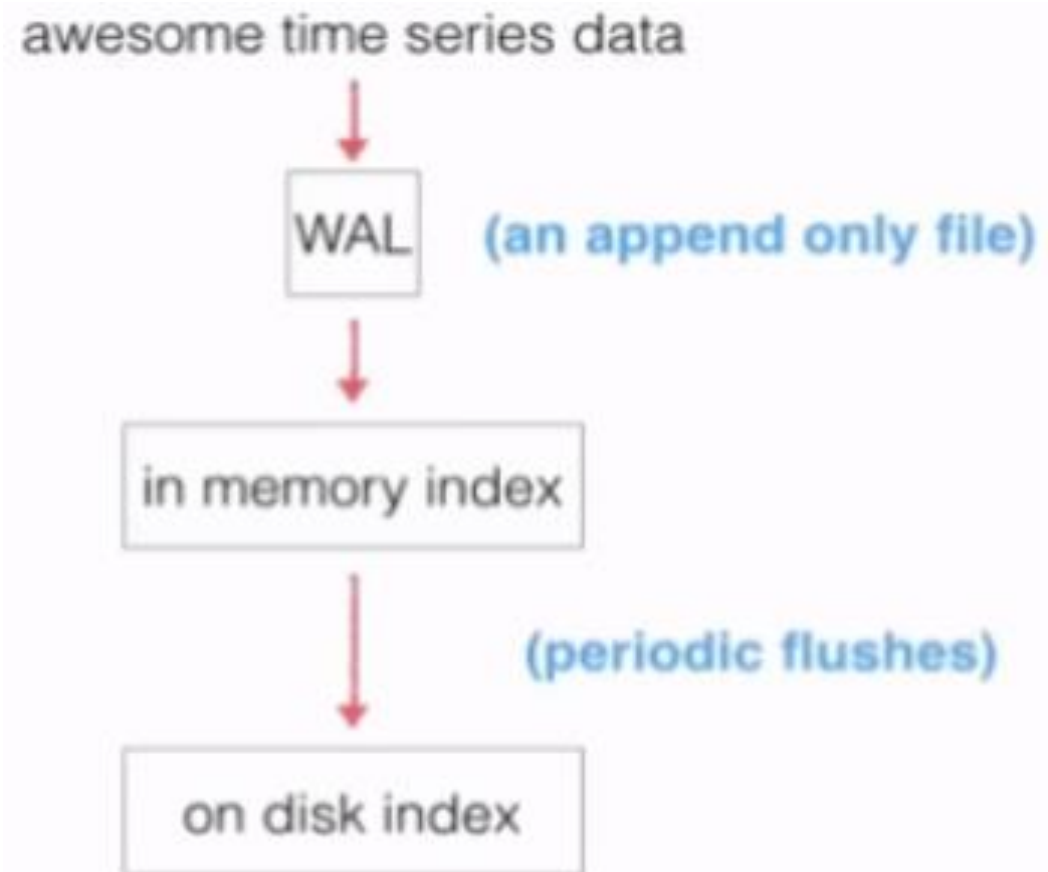 awesome time series data
WAL
(an append only file)
in memory index
(periodic flushes)
on disk index